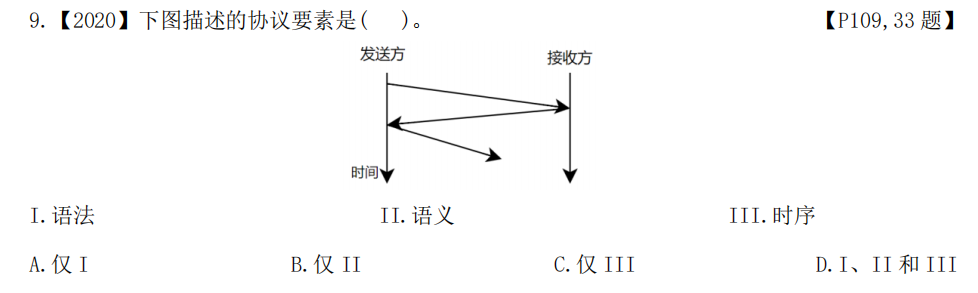 9.【2020】下图描述的协议要素是( )。 【P109,33 题】
发送方 接收方
时间
I.语法 II.语义 III.时序
A.仅 I B.仅 II C.仅 III D.I、II 和 III